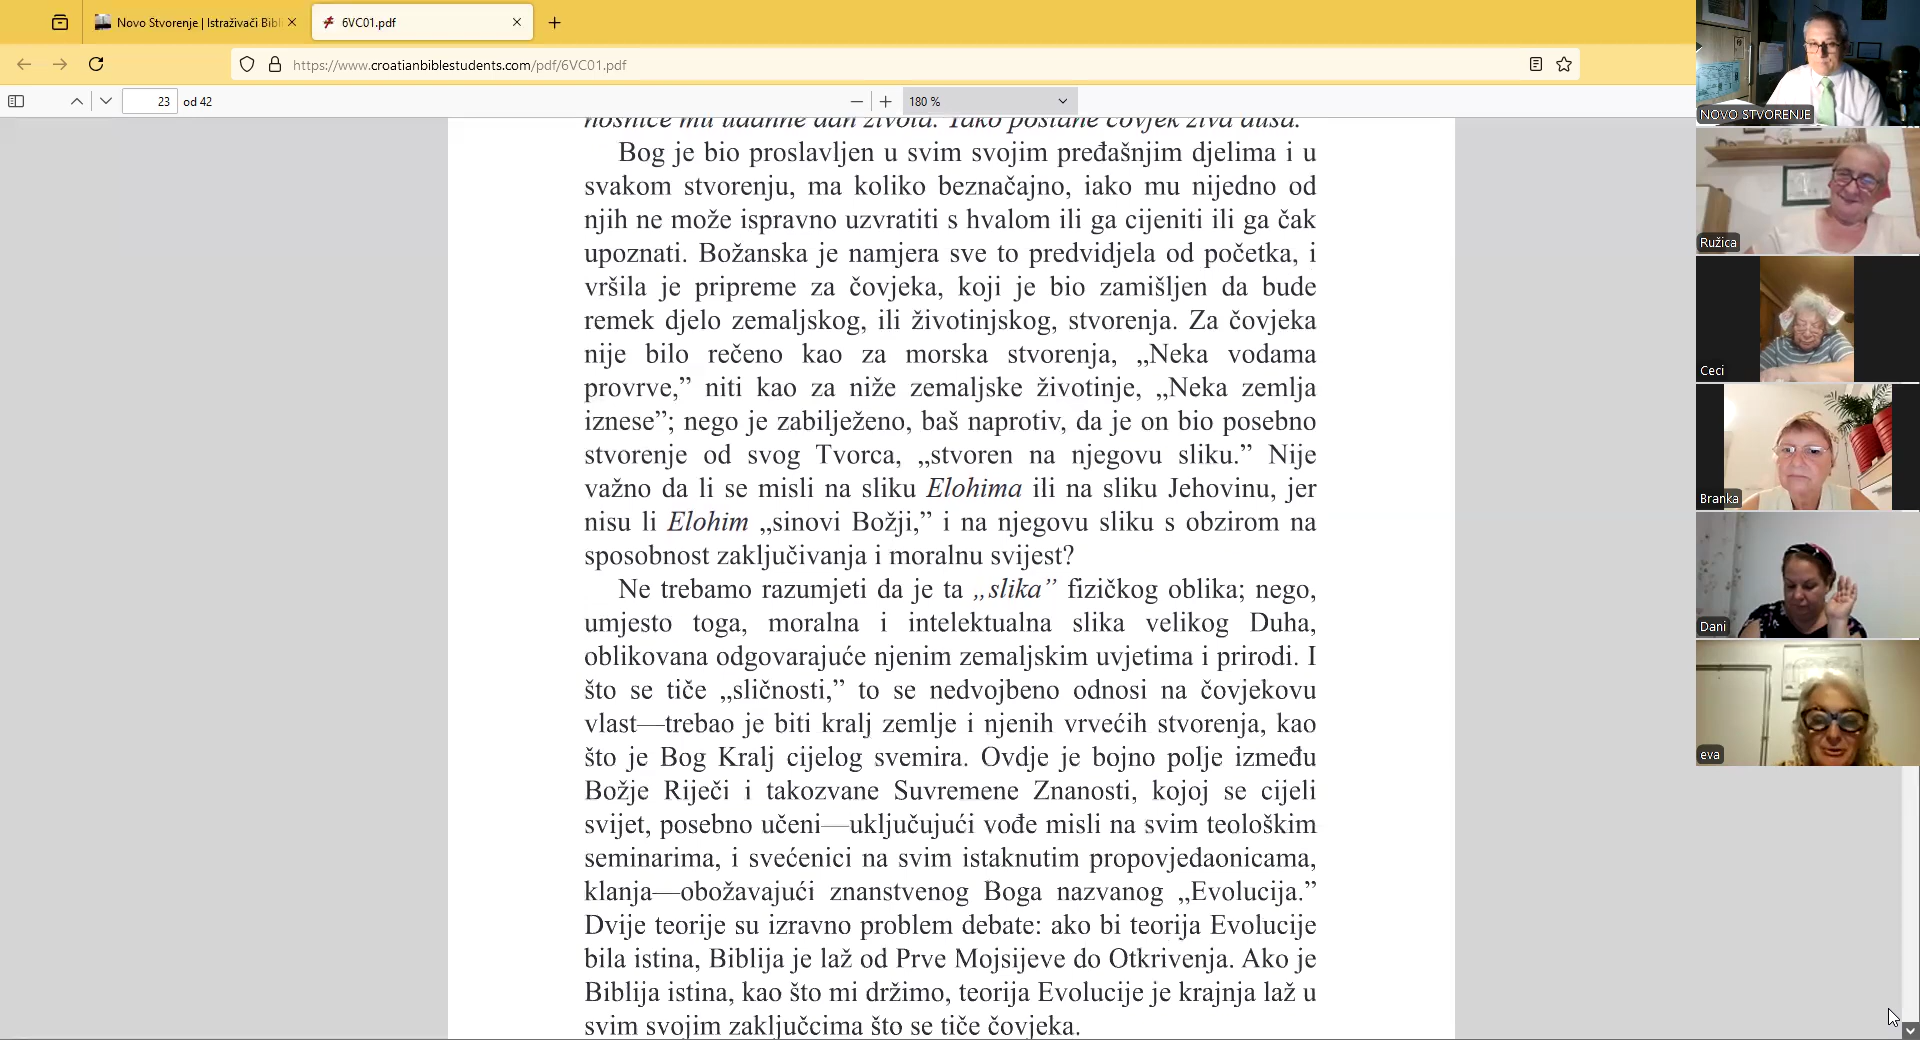 Novo Stvorenje | Istraživači Bibl
6VC01.pdf
https://www.croatianbiblestudents.com/pdf/6VC01.pdf
23 od 42
180 %
nosnice mu udahne dah života. Tako postane čovjek živa duša.
Bog je bio proslavljen u svim svojim pređašnjim djelima i u
svakom stvorenju, ma koliko beznačajno, iako mu nijedno od
njih ne može ispravno uzvratiti s hvalom ili ga cijeniti ili ga čak
upoznati. Božanska je namjera sve to predvidjela od početka, i
vršila je pripreme za čovjeka, koji je bio zamišljen da bude
remek djelo zemaljskog, ili životinjskog, stvorenja. Za čovjeka
nije bilo rečeno kao za morska stvorenja, „Neka vodama
provrve,” niti kao za niže zemaljske životinje, „Neka zemlja
iznese”; nego je zabilježeno, baš naprotiv, da je on bio posebno
stvorenje od svog Tvorca, „stvoren na njegovu sliku.” Nije
važno da li se misli na sliku Elohima ili na sliku Jehovinu, jer
nisu li Elohim „sinovi Božji,” i na njegovu sliku s obzirom na
sposobnost zaključivanja i moralnu svijest?
Ne trebamo razumjeti da je ta „slika” fizičkog oblika; nego,
umjesto toga, moralna i intelektualna slika velikog Duha,
oblikovana odgovarajuće njenim zemaljskim uvjetima i prirodi. I
što se tiče „sličnosti,” to se nedvojbeno odnosi na čovjekovu
vlast—trebao je biti kralj zemlje i njenih vrvećih stvorenja, kao
što je Bog Kralj cijelog svemira. Ovdje je bojno polje između
Božje Riječi i takozvane Suvremene Znanosti, kojoj se cijeli
svijet, posebno učeni—uključujući vođe misli na svim teološkim
seminarima, i svećenici na svim istaknutim propovjedaonicama,
klanja—obožavajući znanstvenog Boga nazvanog „Evolucija.”
Dvije teorije su izravno problem debate: ako bi teorija Evolucije
bila istina, Biblija je laž od Prve Mojsijeve do Otkrivenja. Ako je
Biblija istina, kao što mi držimo, teorija Evolucije je krajnja laž u
svim svojim zaključcima što se tiče čovjeka.
NOVO STVORENJE
Ružica
Ceci
Branka
Dani
eva